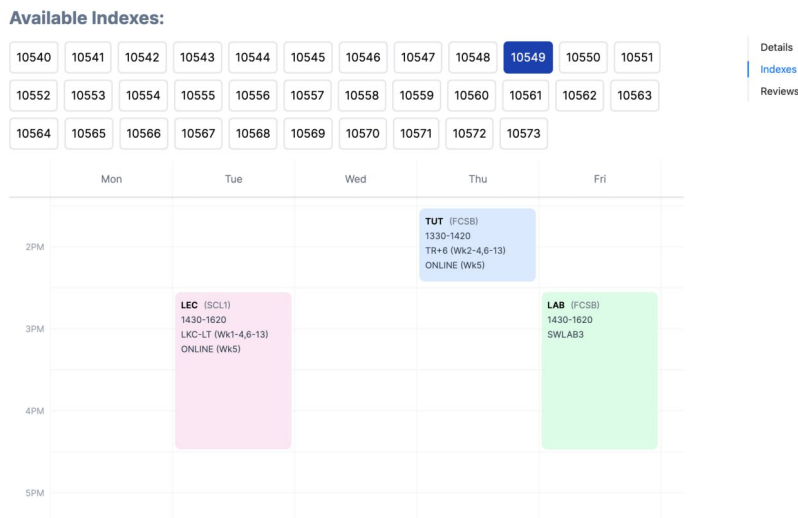 Available Indexes:
10540 10541 10542 10543 10544 10545 10546 10547 10548 10549 10550 10551
10552 10553 10554 10555 10556 10557 10558 10559 10560 10561 10562 10563
10564 10565 10566 10567 10568 10569 10570 10571 10572 10573
Details
Indexes
Reviews
Mon Tue Wed Thu Fri
2PM
3PM
4PM
5PM
LEC (SCL1)
1430-1620
LKC-LT (Wk1-4,6-13)
ONLINE (Wk5)
TUT (FCSB)
1330-1420
TR+6 (Wk2-4,6-13)
ONLINE (Wk5)
LAB (FCSB)
1430-1620
SWLAB3